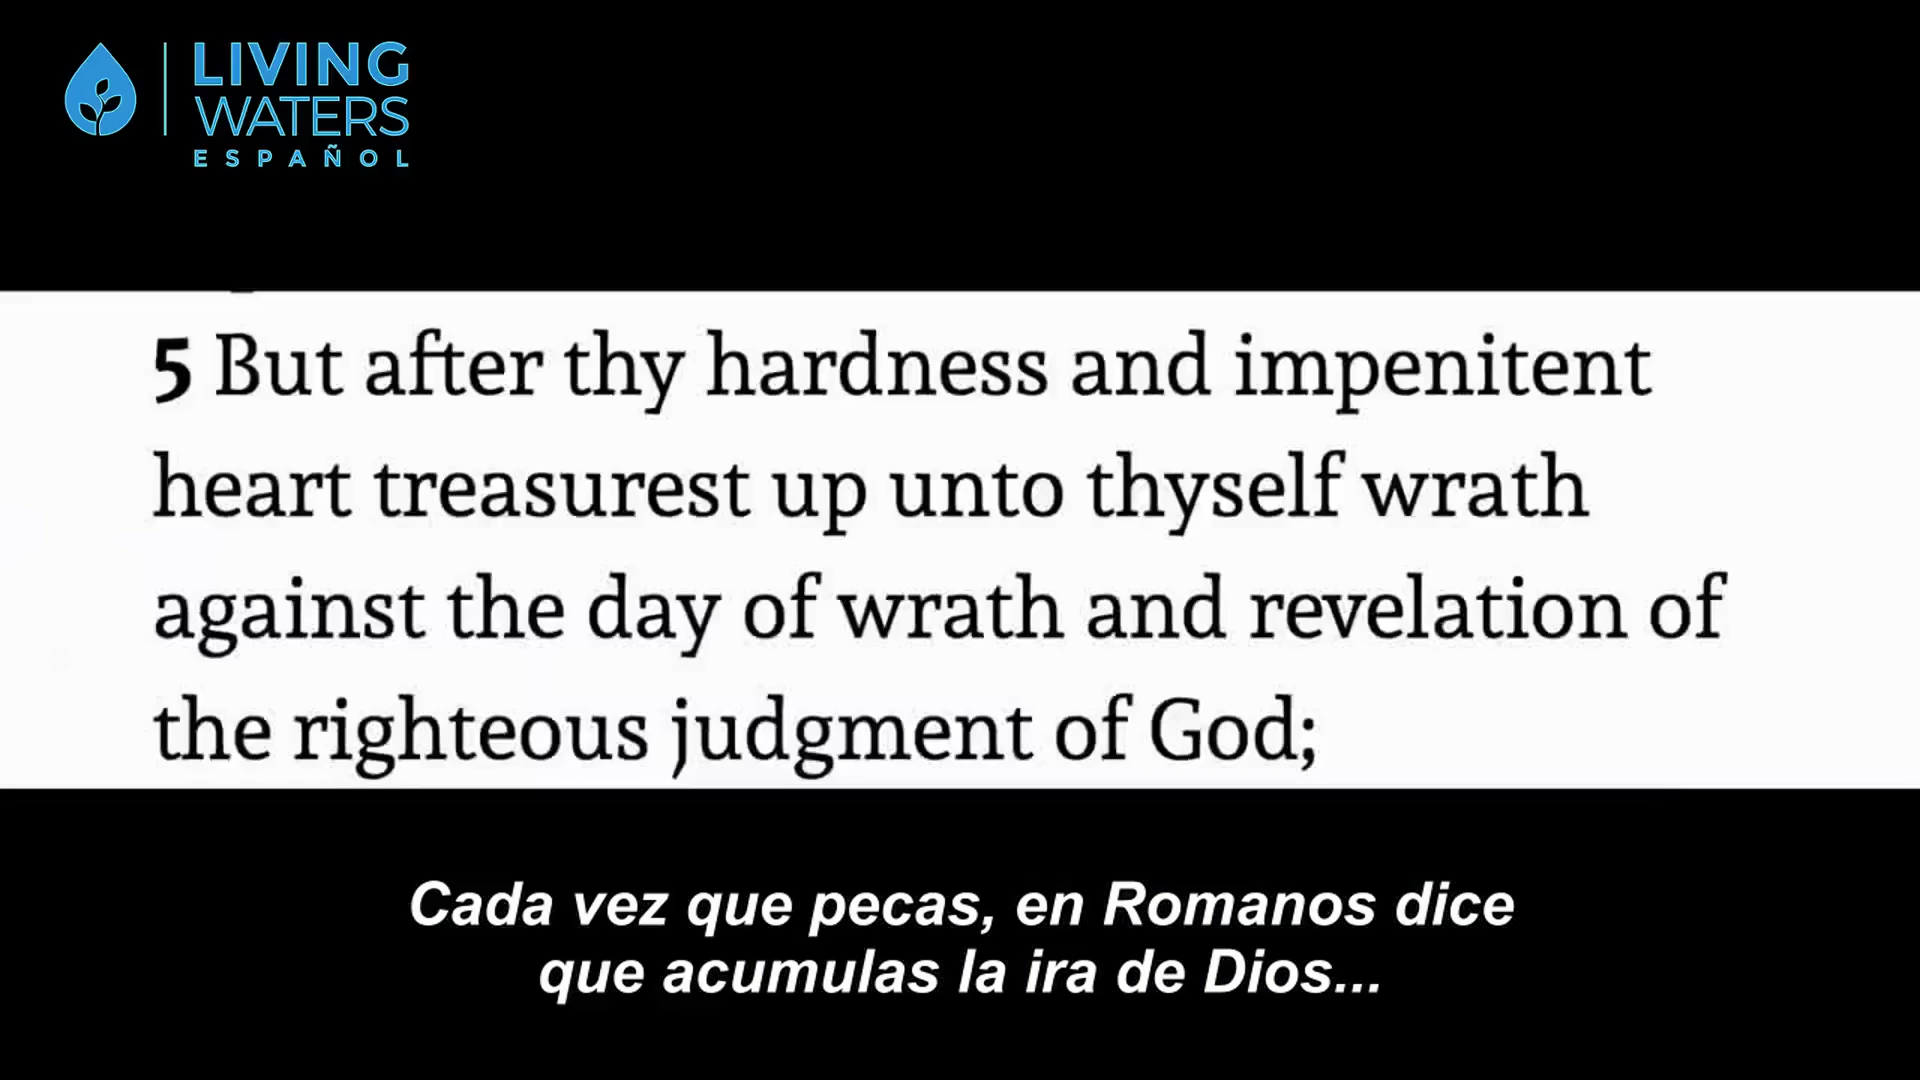 LIVING
WATERS
ESPAÑOL
5 But after thy hardness and impenitent
heart treasurest up unto thyself wrath
against the day of wrath and revelation of
the righteous judgment of God;
Cada vez que pecas, en Romanos dice
que acumulas la ira de Dios...